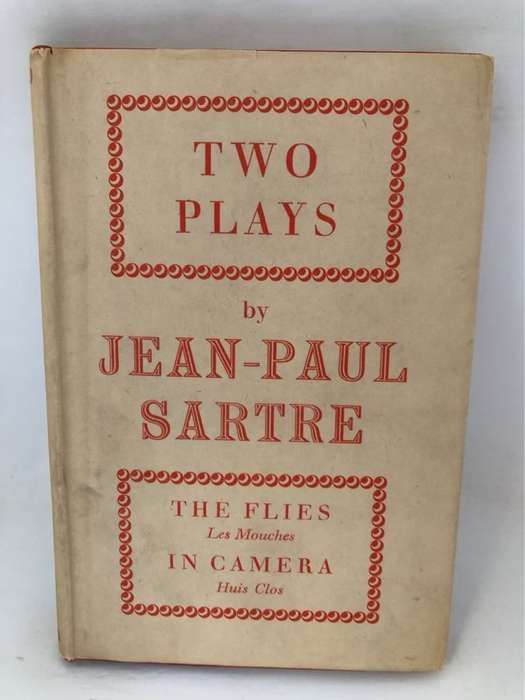 TWO
PLAYS
by
JEAN-PAUL
SARTRE
THE FLIES
Les Mouches
IN CAMERA
Huis Clos